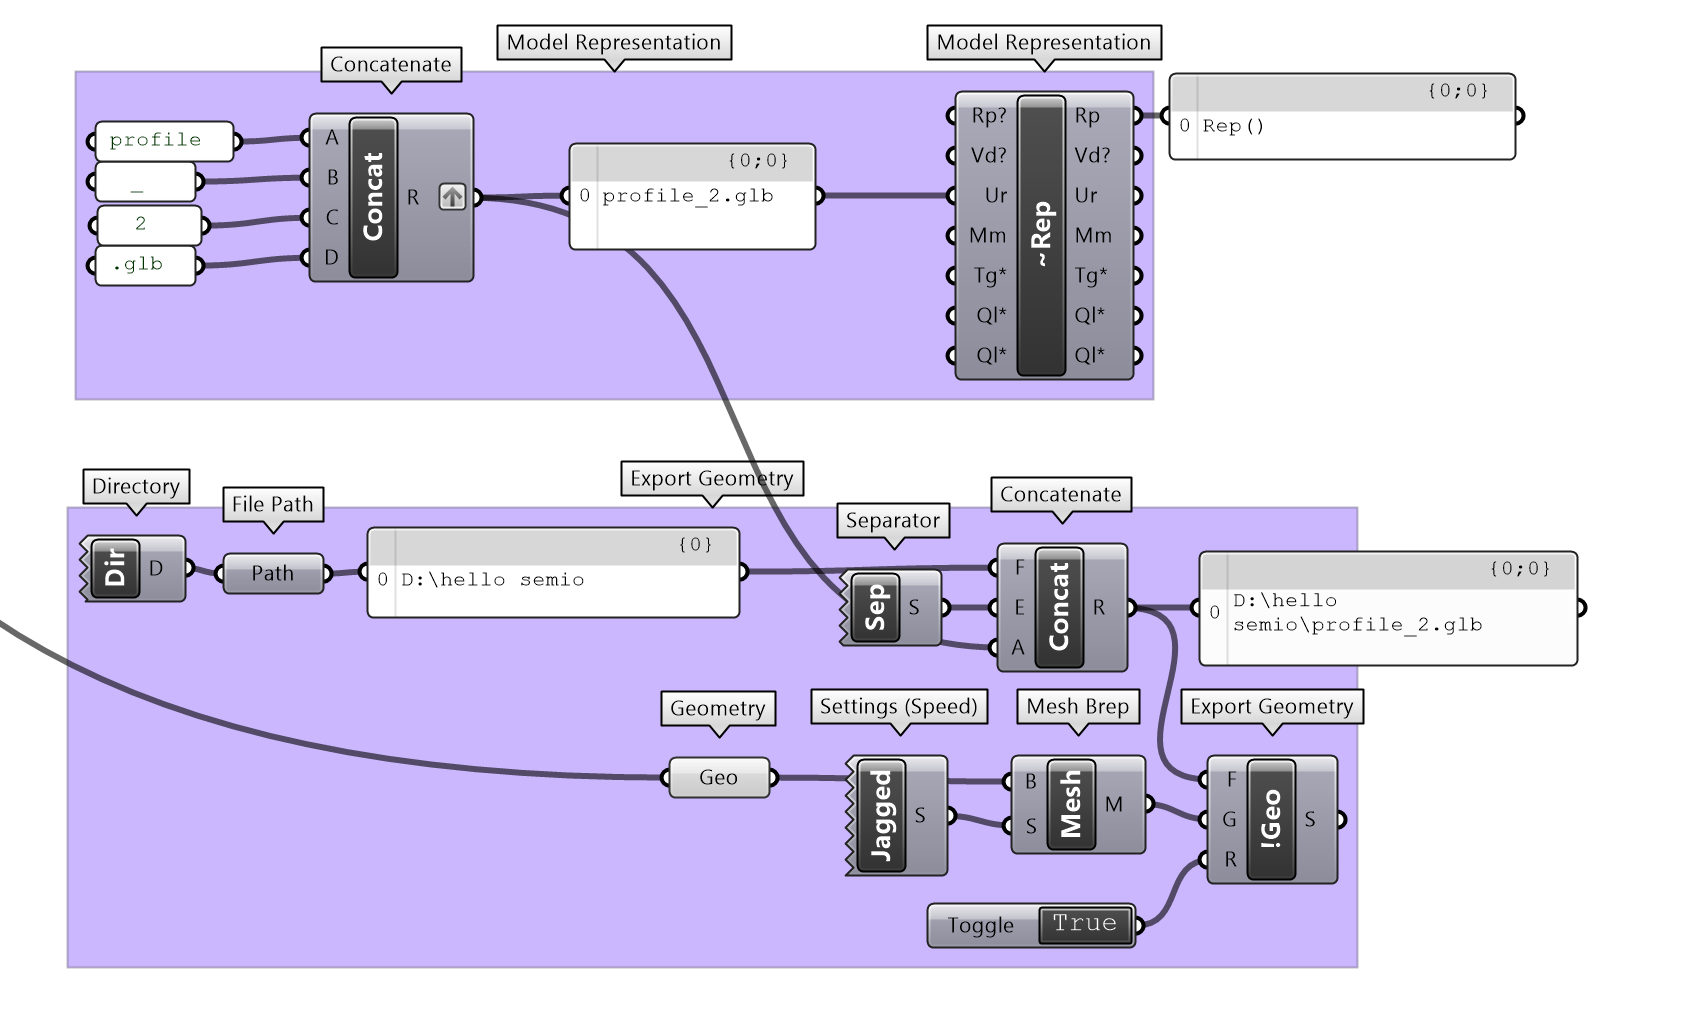 Concatenate
Model Representation
Model Representation
profile
_
2
.glb
A
B
C
D
Concat
R
{0;0}
0 profile_2.glb
Rp?
Vd?
Ur
Mm
Tg*
Ql*
Ql*
~Rep
Rp
Vd?
Ur
Mm
Tg*
Ql*
Ql*
{0;0}
0 Rep()
Directory
File Path
Export Geometry
Separator
Concatenate
Dir
D
Path
{0}
0 D:\hello semio
Sep
S
F
E
A
Concat
R
{0;0}
0 D:\hello
semio\profile_2.glb
Geometry
Settings (Speed)
Mesh Brep
Export Geometry
Geo
Jagged
S
B
S
Mesh
M
F
G
R
!Geo
S
Toggle
True